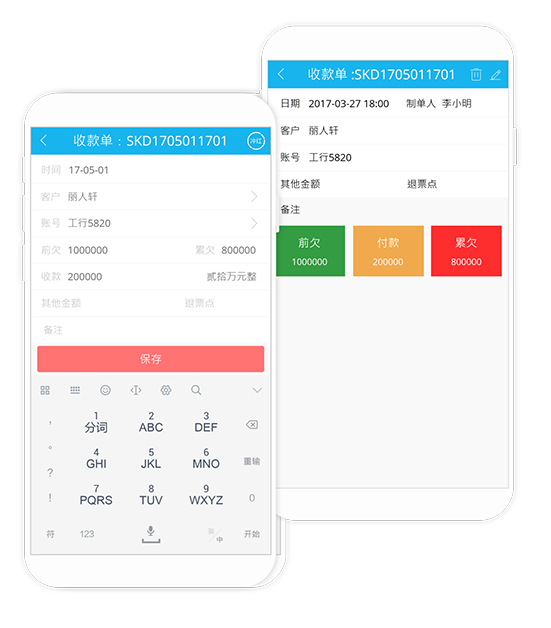 收款单 :SKD1705011701
日期 2017-03-27 18:00 制单人 李小明
客户 丽人轩
账号 工行5820
其他金额 退票点
备注
前欠 付款 累欠
1000000 200000 800000
收款单 : SKD1705011701 冲红
时间 17-05-01
客户 丽人轩
账号 工行5820
前欠 1000000 累欠 800000
收款 200000 贰拾万元整
其他金额 退票点
备注
保存
, 1 2 3
分词 ABC DEF
° 4 5 6
? GHI JKL MNO 重输
! 7 8 9 0
PQRS TUV WXYZ
符 123 中 开始